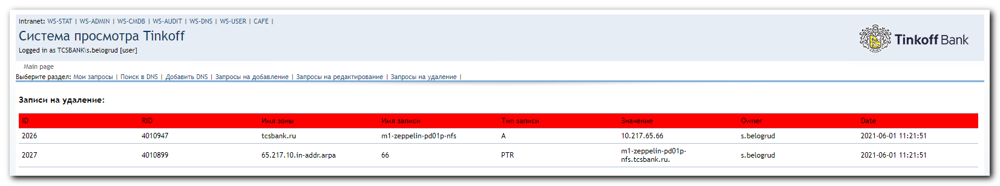 Intranet: WS-STAT | WS-ADMIN | WS-CMDB | WS-AUDIT | WS-DNS | WS-USER | CAFE |
Система просмотра Tinkoff
Logged in as TCSBANK\s.belogrud [user]
Tinkoff Bank
Main page
Выберите раздел: Мои запросы | Поиск в DNS | Добавить DNS | Запросы на добавление | Запросы на редактирование | Запросы на удаление |
Записи на удаление:
ID RID Имя зоны Имя записи Тип записи Значение Owner Date
2026 4010947 tcsbank.ru m1-zeppelin-pd01p-nfs A 10.217.65.66 s.belogrud 2021-06-01 11:21:51
2027 4010899 65.217.10.in-addr.arpa 66 PTR m1-zeppelin-pd01p-
nfs.tcsbank.ru. s.belogrud 2021-06-01 11:21:51